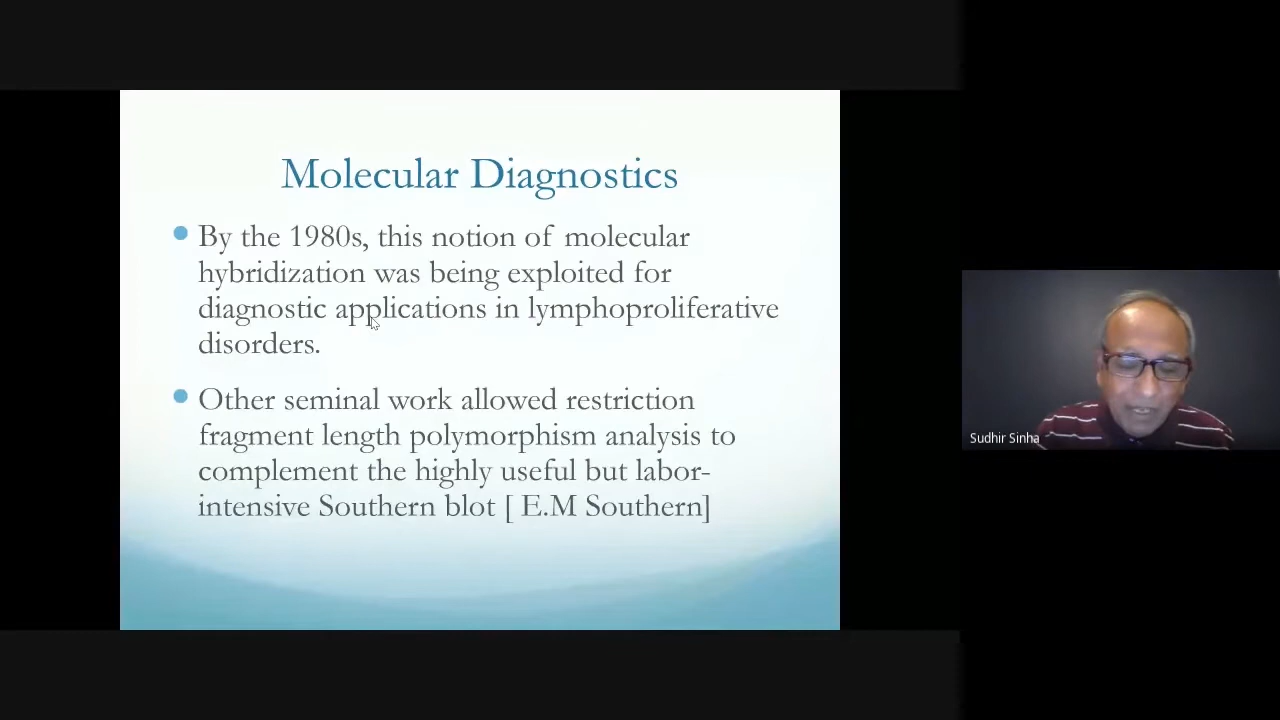 Molecular Diagnostics
By the 1980s, this notion of molecular
hybridization was being exploited for
diagnostic applications in lymphoproliferative
disorders.
Other seminal work allowed restriction
fragment length polymorphism analysis to
complement the highly useful but labor-
intensive Southern blot [ E.M Southern]
Sudhir Sinha